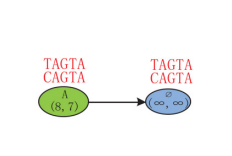 TAGTA
CAGTA
A
(8, 7)
TAGTA
CAGTA
∅
(∞, ∞)